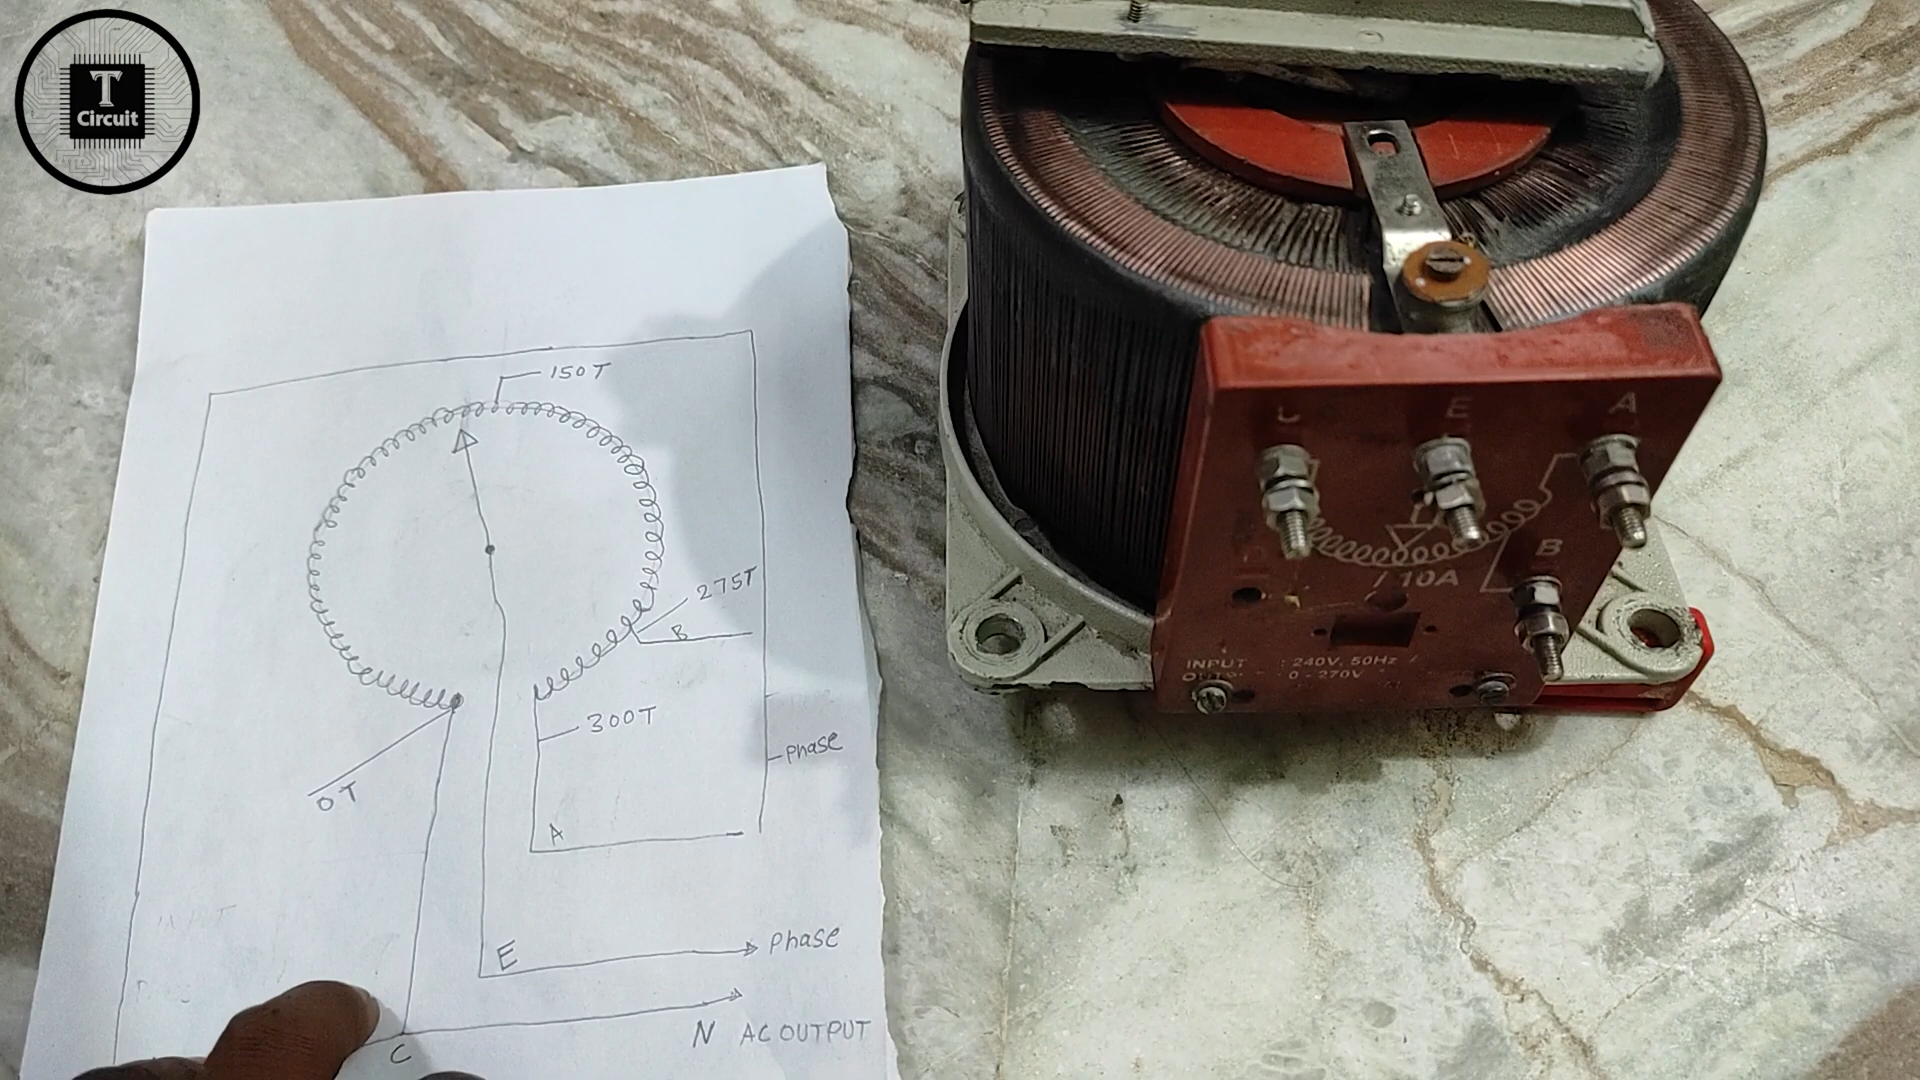 T
Circuit
150T
275T
B
300T
A
0T
phase
E
phase
N AC OUTPUT
C
E
A
B
/ 10A
INPUT : 240V, 50Hz /
0 - 270V